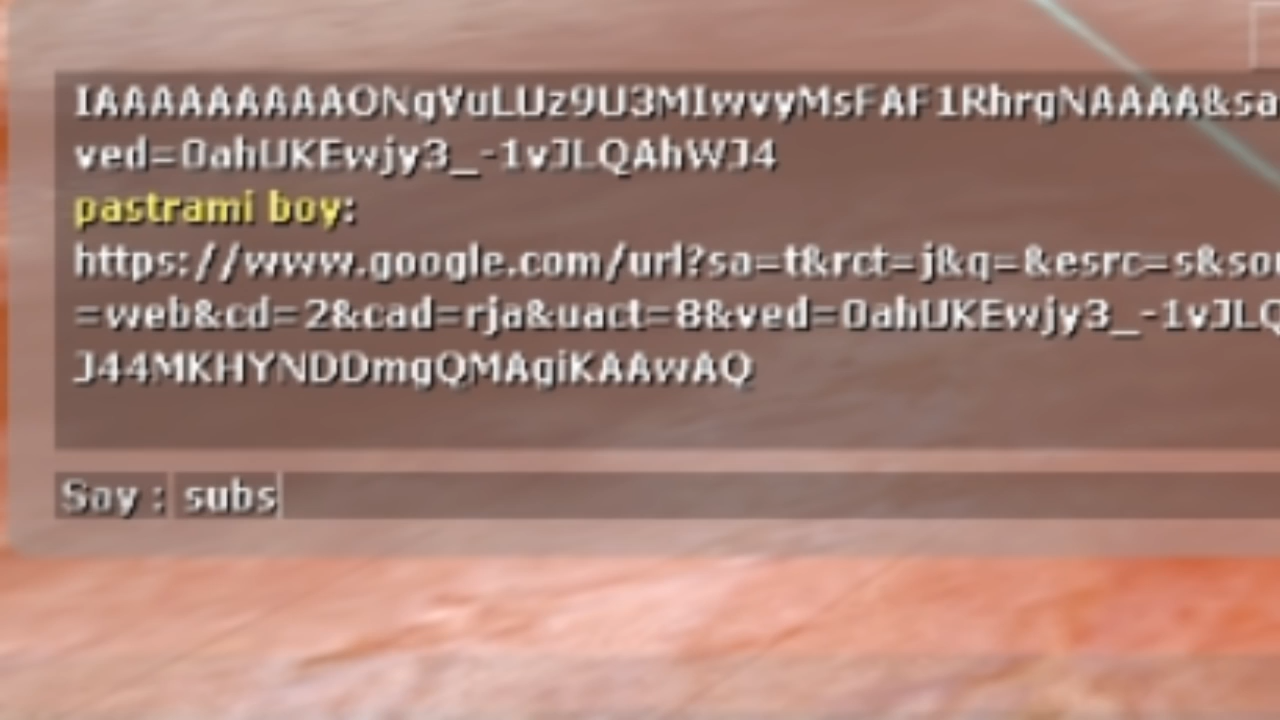 IAAAAAAAAAONgVuLUz9U3MIwvyMsFAF1RhrgNAAAA&sa
ved=0ahUKEwjy3_-1vJLQAhWJ4
pastrami boy:
https://www.google.com/url?sa=t&rct=j&q=&esrc=s&sou
=web&cd=2&cad=rja&uact=8&ved=0ahUKEwjy3_-1vJLQ
J44MKHYNDDmgQMAgiKAAwAQ
Say : subs